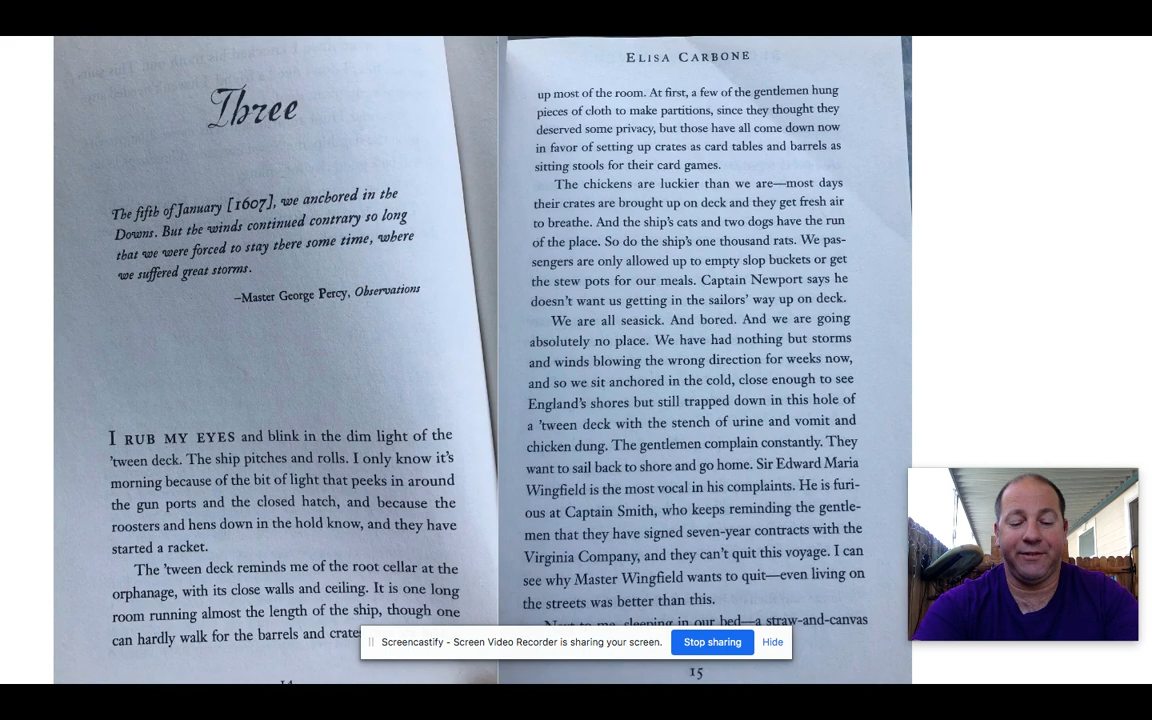 Three
The fifth of January [1607], we anchored in the
Downs. But the winds continued contrary so long
that we were forced to stay there some time, where
we suffered great storms.
–Master George Percy, Observations
I RUB MY EYES and blink in the dim light of the
'tween deck. The ship pitches and rolls. I only know it's
morning because of the bit of light that peeks in around
the gun ports and the closed hatch, and because the
roosters and hens down in the hold know, and they have
started a racket.
The 'tween deck reminds me of the root cellar at the
orphanage, with its close walls and ceiling. It is one long
room running almost the length of the ship, though one
can hardly walk for the barrels and crates
14
ELISA CARBONE
up most of the room. At first, a few of the gentlemen hung
pieces of cloth to make partitions, since they thought they
deserved some privacy, but those have all come down now
in favor of setting up crates as card tables and barrels as
sitting stools for their card games.
The chickens are luckier than we are—most days
their crates are brought up on deck and they get fresh air
to breathe. And the ship's cats and two dogs have the run
of the place. So do the ship's one thousand rats. We pas-
sengers are only allowed up to empty slop buckets or get
the stew pots for our meals. Captain Newport says he
doesn't want us getting in the sailors' way up on deck.
We are all seasick. And bored. And we are going
absolutely no place. We have had nothing but storms
and winds blowing the wrong direction for weeks now,
and so we sit anchored in the cold, close enough to see
England's shores but still trapped down in this hole of
a 'tween deck with the stench of urine and vomit and
chicken dung. The gentlemen complain constantly. They
want to sail back to shore and go home. Sir Edward Maria
Wingfield is the most vocal in his complaints. He is furi-
ous at Captain Smith, who keeps reminding the gentle-
men that they have signed seven-year contracts with the
Virginia Company, and they can't quit this voyage. I can
see why Master Wingfield wants to quit—even living on
the streets was better than this.
Next to me, sleeping in our bed—a straw-and-canvas
15
Screencastify - Screen Video Recorder is sharing your screen.
Stop sharing
Hide